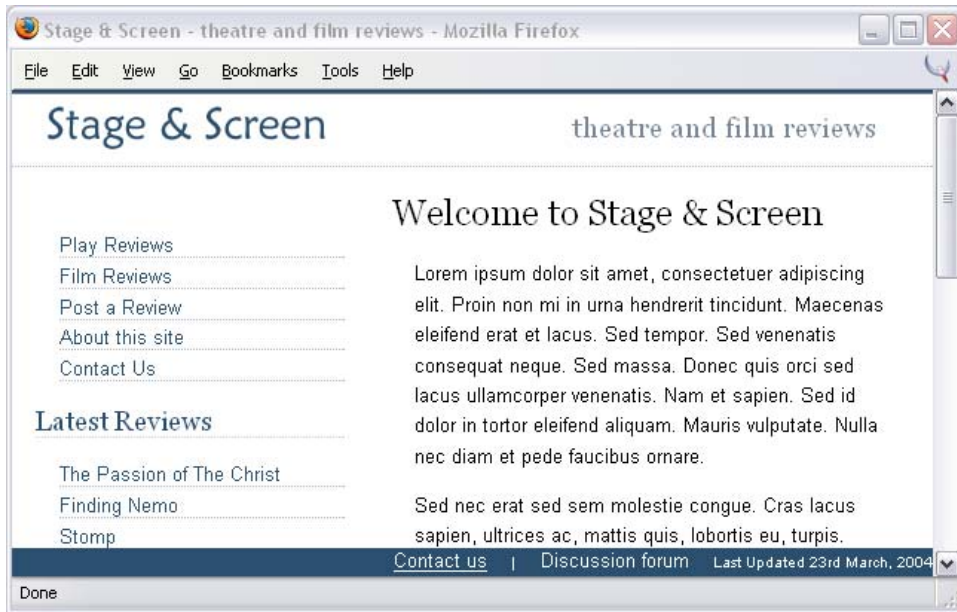 Stage & Screen - theatre and film reviews - Mozilla Firefox
File Edit View Go Bookmarks Tools Help
Stage & Screen
theatre and film reviews
Play Reviews
Film Reviews
Post a Review
About this site
Contact Us
Latest Reviews
The Passion of The Christ
Finding Nemo
Stomp
Welcome to Stage & Screen
Lorem ipsum dolor sit amet, consectetuer adipiscing
elit. Proin non mi in urna hendrerit tincidunt. Maecenas
eleifend erat et lacus. Sed tempor. Sed venenatis
consequat neque. Sed massa. Donec quis orci sed
lacus ullamcorper venenatis. Nam et sapien. Sed id
dolor in tortor eleifend aliquam. Mauris vulputate. Nulla
nec diam et pede faucibus ornare.
Sed nec erat sed sem molestie congue. Cras lacus
sapien, ultrices ac, mattis quis, lobortis eu, turpis.
Contact us | Discussion forum Last Updated 23rd March, 2004
Done